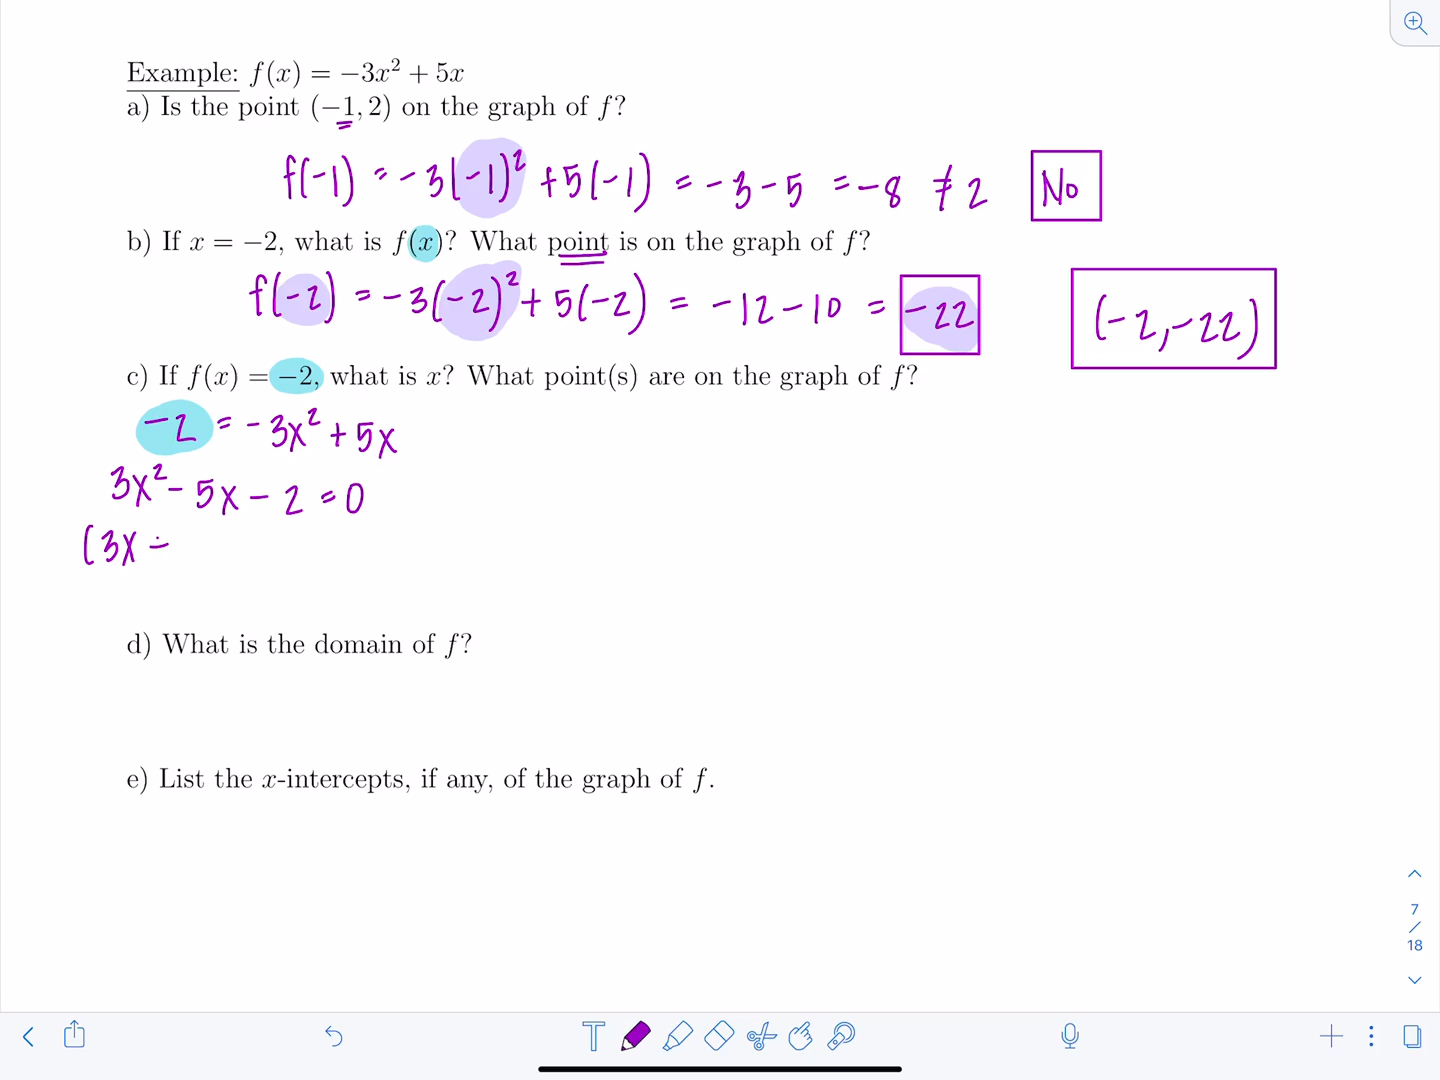 Example: f(x) = −3x² + 5x
a) Is the point (−1, 2) on the graph of f?
f(-1) = -3(-1)² + 5(-1) = -3 - 5 = -8 ≠ 2 No
b) If x = −2, what is f(x)? What point is on the graph of f?
f(-2) = -3(-2)² + 5(-2) = -12 - 10 = -22 (-2, -22)
c) If f(x) = −2, what is x? What point(s) are on the graph of f?
-2 = -3x² + 5x
3x² - 5x - 2 = 0
(3x -
d) What is the domain of f?
e) List the x-intercepts, if any, of the graph of f.
7
/
18
T